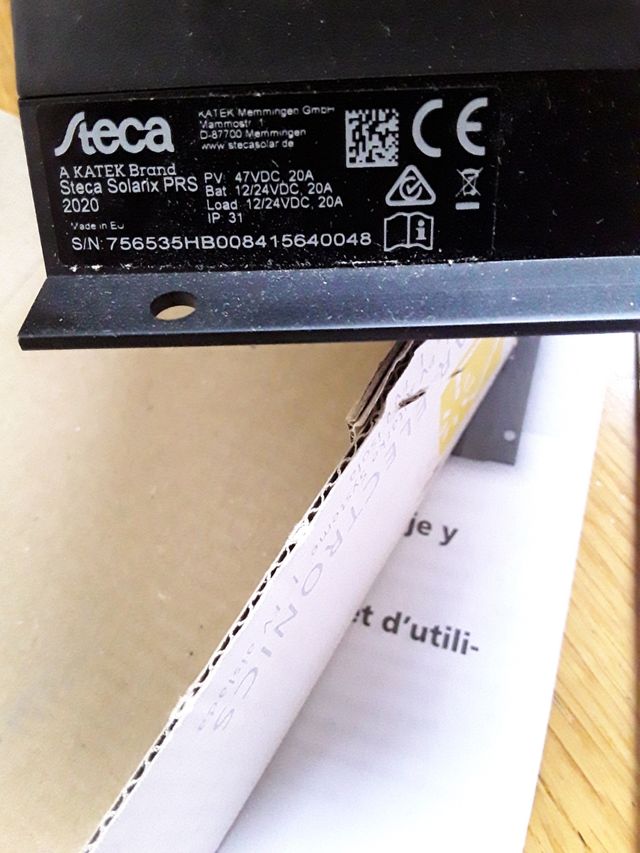 Steca
KATEK Memmingen GmbH
Mammostr. 1
D-87700 Memmingen
www.stecasolar.de
CE
A KATEK Brand
Steca Solarix PRS
2020
PV 47VDC, 20A
Bat 12/24VDC, 20A
Load 12/24VDC, 20A
IP 31
Made in EU
S/N: 756535HB008415640048
ELECTRONICS
je y
et d'utili-